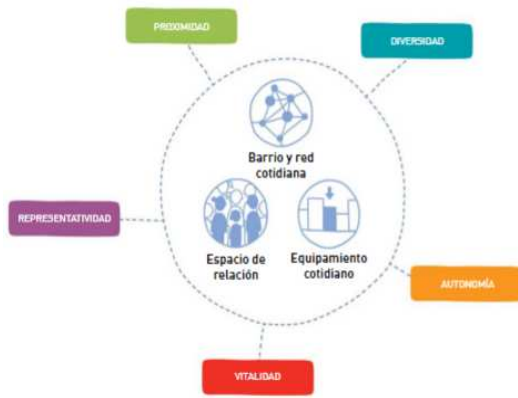 PROXIMIDAD
DIVERSIDAD
Barrio y red
cotidiana
REPRESENTATIVIDAD
Espacio de
relación
Equipamiento
cotidiano
AUTONOMÍA
VITALIDAD